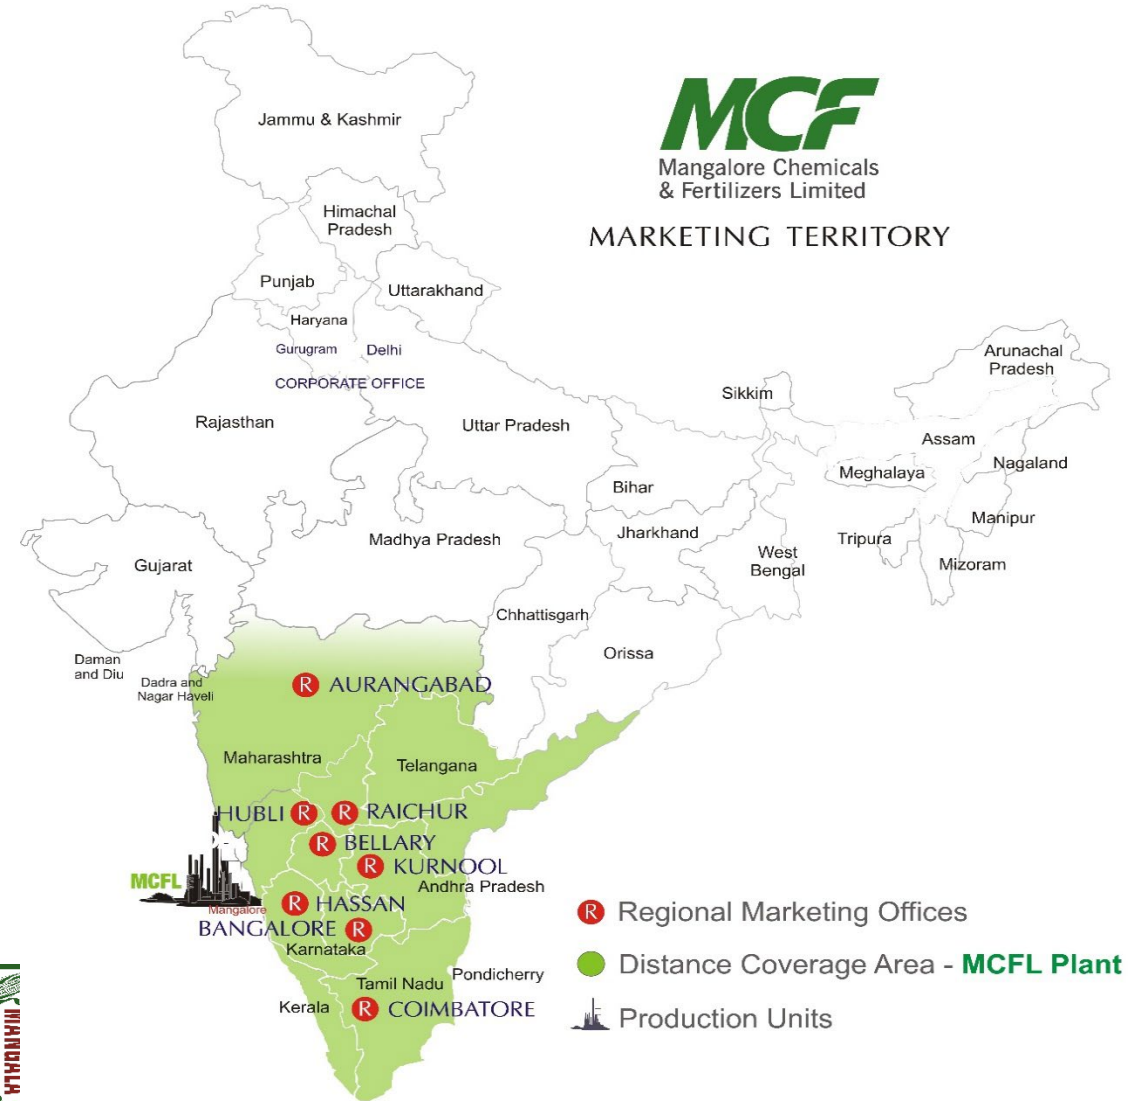 MCF
Mangalore Chemicals
& Fertilizers Limited
MARKETING TERRITORY
Jammu & Kashmir
Himachal
Pradesh
Punjab
Uttarakhand
Haryana
Gurugram
Delhi
CORPORATE OFFICE
Rajasthan
Uttar Pradesh
Sikkim
Arunachal
Pradesh
Assam
Nagaland
Meghalaya
Manipur
Tripura
Mizoram
Bihar
Jharkhand
West
Bengal
Madhya Pradesh
Gujarat
Chhattisgarh
Orissa
Daman
and Diu
Dadra and
Nagar Haveli
R AURANGABAD
Maharashtra
Telangana
HUBLI R
R RAICHUR
R BELLARY
R KURNOOL
Andhra Pradesh
MCFL
Mangalore
R HASSAN
BANGALORE R
Karnataka
Pondicherry
Tamil Nadu
Kerala
R COIMBATORE
R Regional Marketing Offices
Distance Coverage Area - MCFL Plant
Production Units
MANGALA